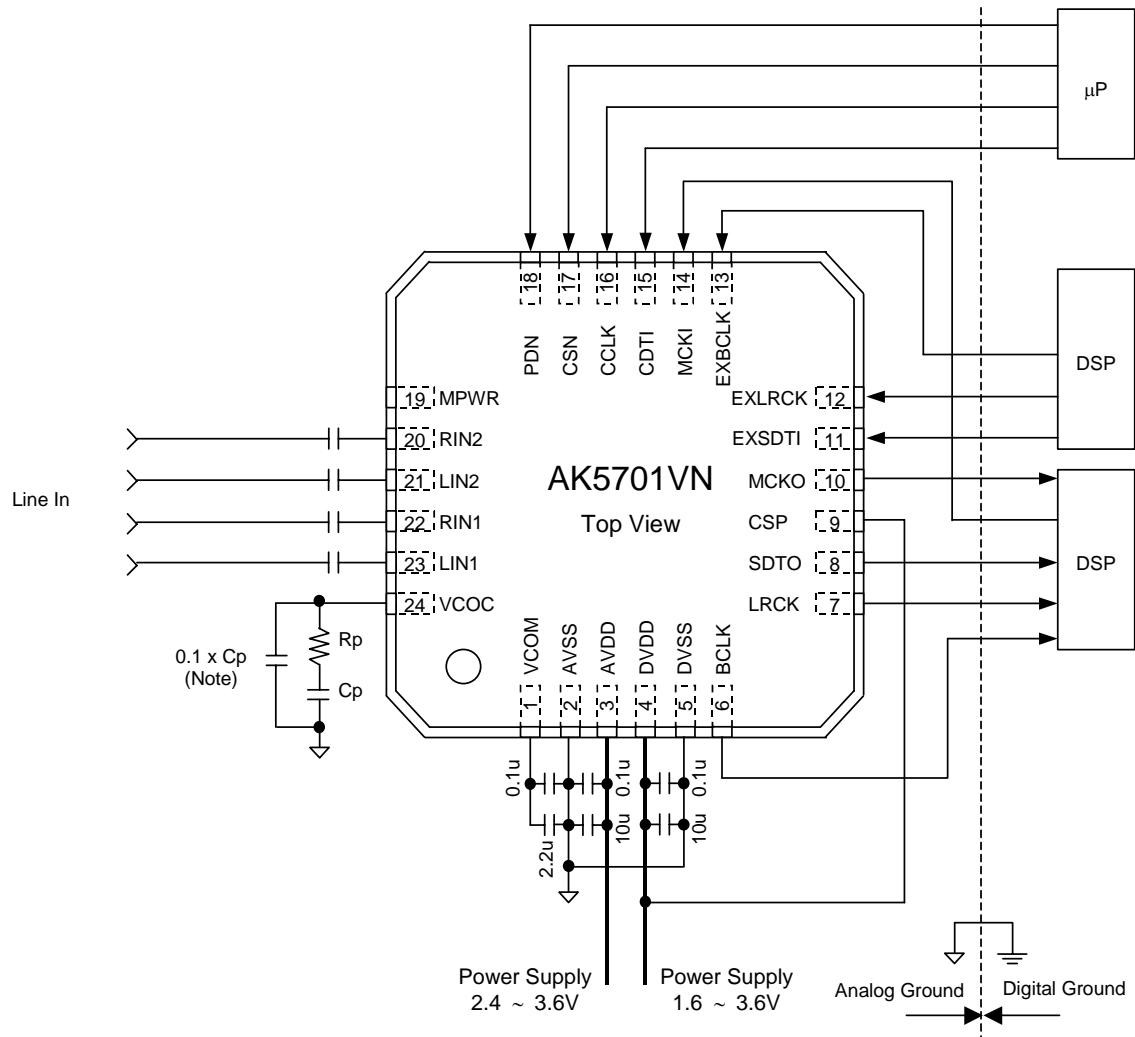 μP
18
17
16
15
14
13
PDN
CSN
CCLK
CDTI
MCKI
EXBCLK
DSP
19 MPWR
EXLRCK 12
20 RIN2
EXSDTI 11
Line In
21 LIN2
AK5701VN
MCKO 10
22 RIN1
Top View
CSP 9
23 LIN1
SDTO 8
DSP
24 VCOC
LRCK 7
0.1 x Cp
(Note)
Rp
Cp
VCOM
AVSS
AVDD
DVDD
DVSS
BCLK
1
2
3
4
5
6
0.1u
0.1u
0.1u
2.2u
10u
10u
Power Supply
2.4 ~ 3.6V
Power Supply
1.6 ~ 3.6V
Analog Ground
Digital Ground